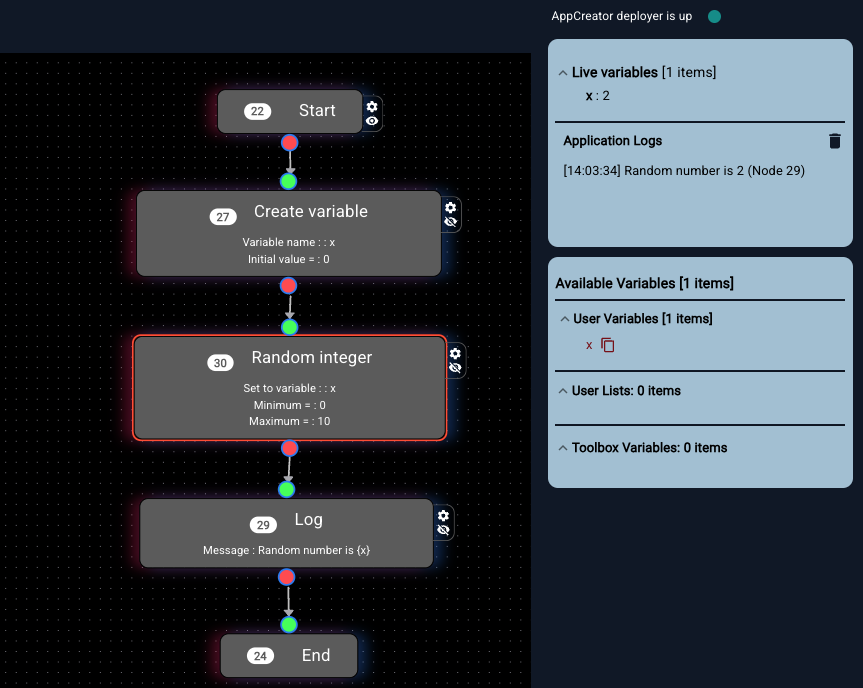 AppCreator deployer is up
22 Start
27 Create variable
Variable name : : x
Initial value = : 0
30 Random integer
Set to variable : : x
Minimum = : 0
Maximum = : 10
29 Log
Message : Random number is {x}
24 End
Live variables [1 items]
x : 2
Application Logs
[14:03:34] Random number is 2 (Node 29)
Available Variables [1 items]
User Variables [1 items]
x
User Lists: 0 items
Toolbox Variables: 0 items